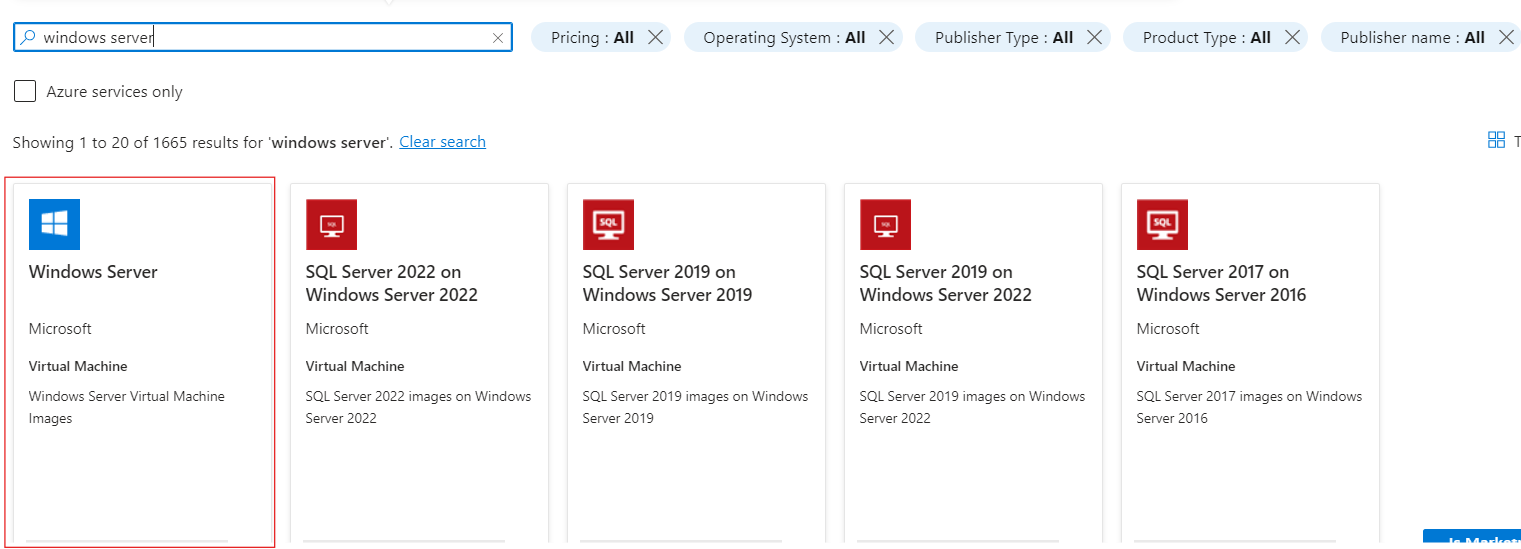 windows server
Pricing : All
Operating System : All
Publisher Type : All
Product Type : All
Publisher name : All
Azure services only
Showing 1 to 20 of 1665 results for 'windows server'. Clear search
T
Windows Server
Microsoft
Virtual Machine
Windows Server Virtual Machine
Images
SQL
SQL Server 2022 on
Windows Server 2022
Microsoft
Virtual Machine
SQL Server 2022 images on Windows
Server 2022
SQL
SQL Server 2019 on
Windows Server 2019
Microsoft
Virtual Machine
SQL Server 2019 images on Windows
Server 2019
SQL
SQL Server 2019 on
Windows Server 2022
Microsoft
Virtual Machine
SQL Server 2019 images on Windows
Server 2022
SQL
SQL Server 2017 on
Windows Server 2016
Microsoft
Virtual Machine
SQL Server 2017 images on Windows
Server 2016